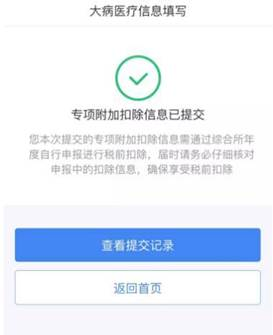 大病医疗信息填写
专项附加扣除信息已提交
您本次提交的专项附加扣除信息需通过综合所年
度自行申报进行税前扣除，届时请务必仔细核对
申报中的扣除信息，确保享受税前扣除
查看提交记录
返回首页